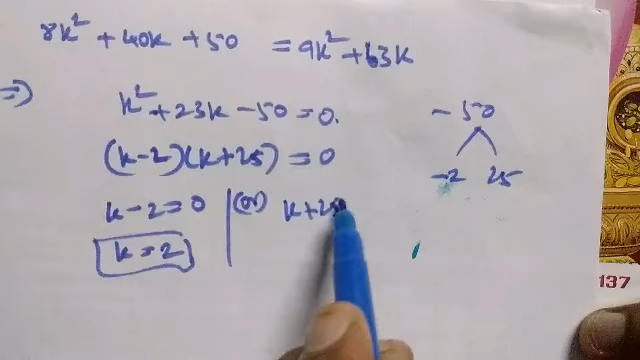 8k² + 40k + 50 = 9k² + 63k
⇒ k² + 23k - 50 = 0.
(k-2)(k+25) = 0
k-2=0 | (or) k+25
k=2
-50
-2 25
137